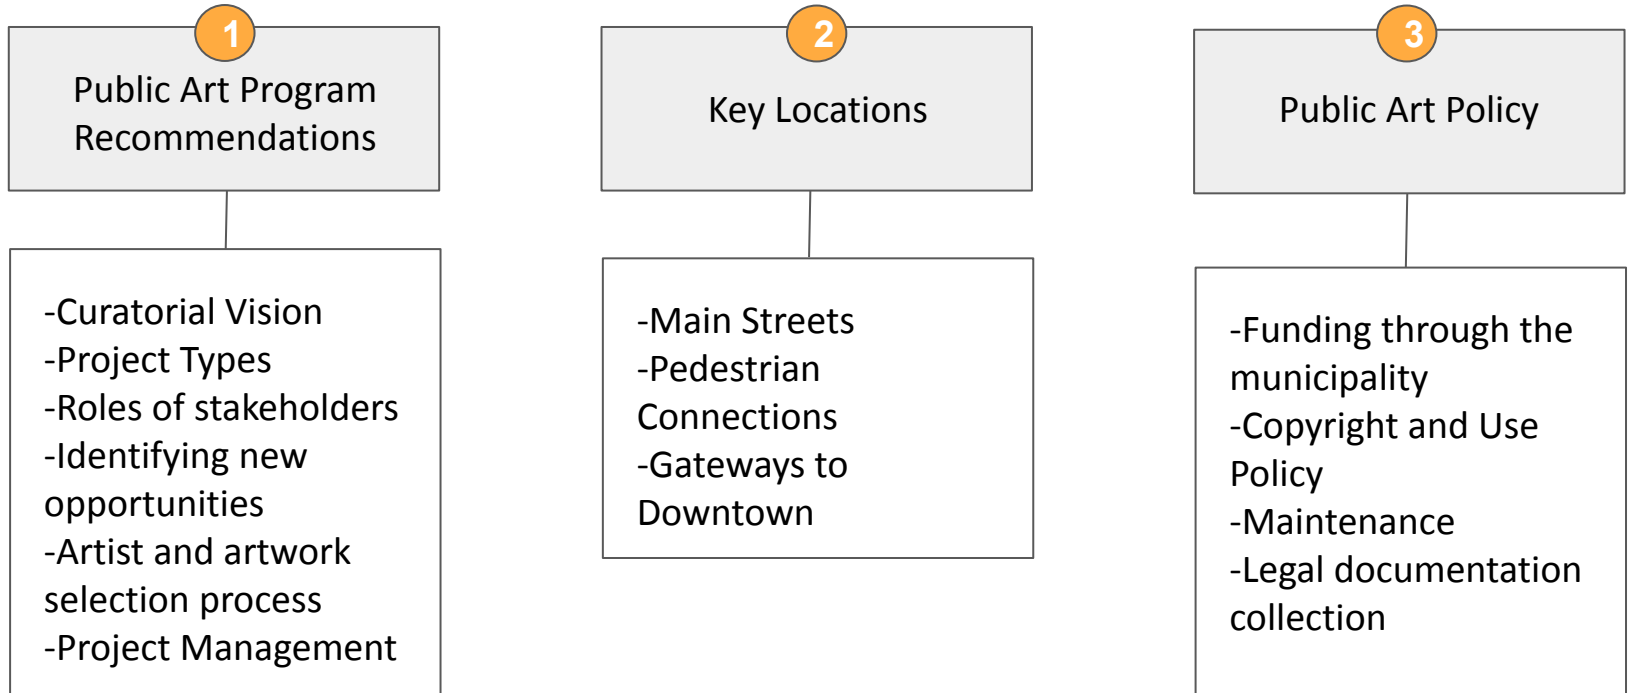 1
Public Art Program
Recommendations
-Curatorial Vision
-Project Types
-Roles of stakeholders
-Identifying new
opportunities
-Artist and artwork
selection process
-Project Management
2
Key Locations
-Main Streets
-Pedestrian
Connections
-Gateways to
Downtown
3
Public Art Policy
-Funding through the
municipality
-Copyright and Use
Policy
-Maintenance
-Legal documentation
collection